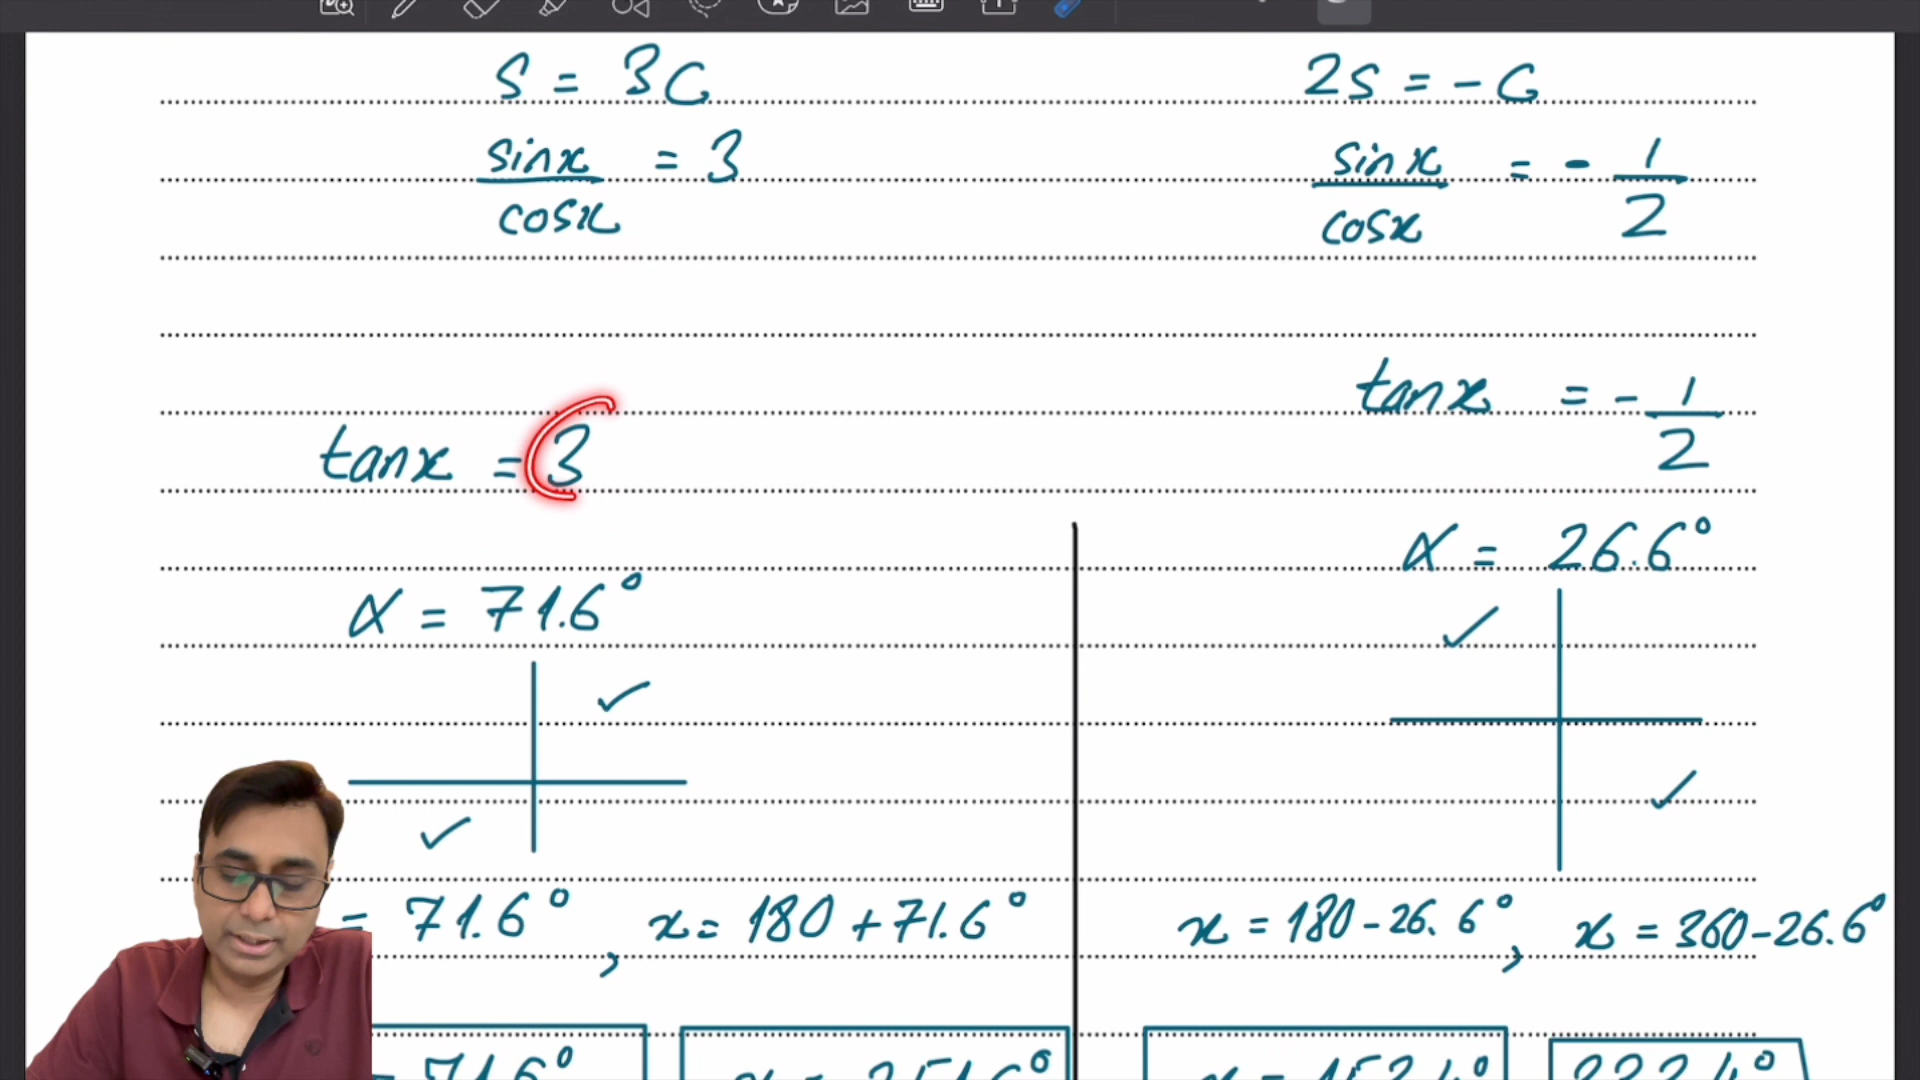 S = 3C
sinx / cosx = 3
tanx = 3
α = 71.6°
= 71.6° , x = 180 + 71.6°
2S = -C
sinx / cosx = - 1/2
tanx = - 1/2
α = 26.6°
x = 180 - 26.6° , x = 360 - 26.6°